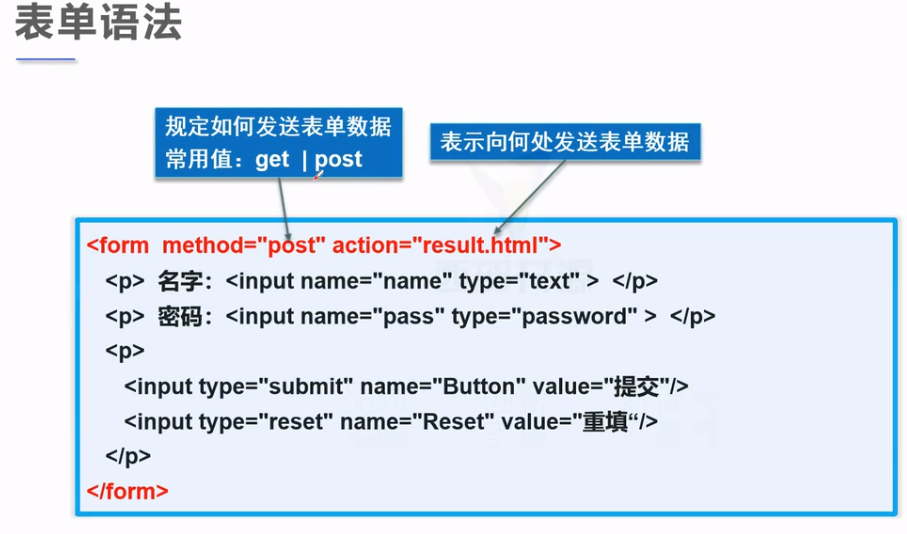 表单语法
规定如何发送表单数据
常用值：get | post
表示向何处发送表单数据
<form  method="post" action="result.html">
<p>  名字：<input name="name" type="text" >  </p>
<p>  密码：<input name="pass" type="password" >  </p>
<p>
<input type="submit" name="Button" value="提交"/>
<input type="reset" name="Reset" value="重填“/>
</p>
</form>